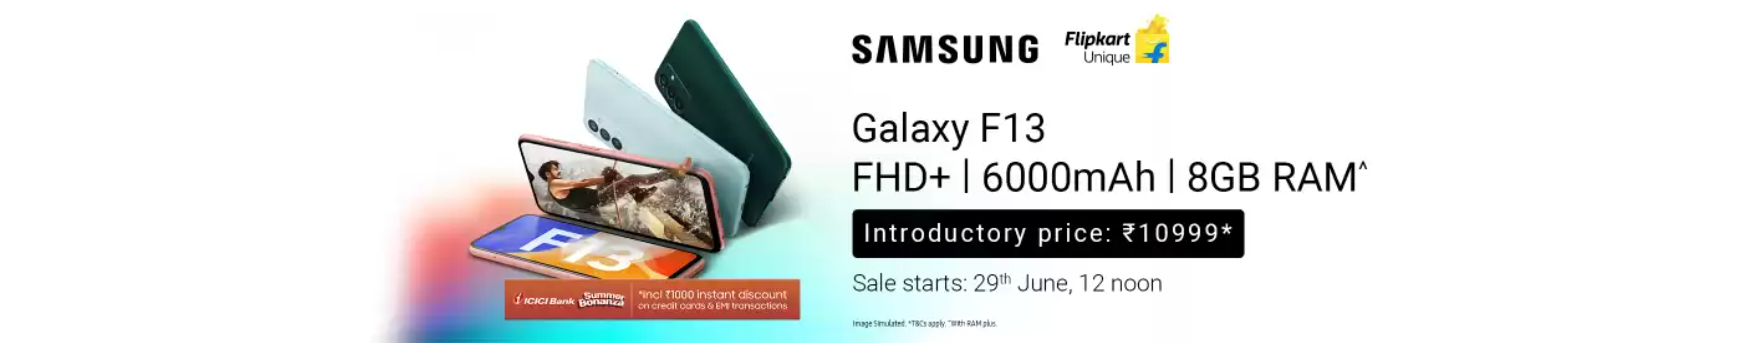 SAMSUNG
Flipkart
Unique
Galaxy F13
FHD+ | 6000mAh | 8GB RAM^
Introductory price: ₹10999*
Sale starts: 29th June, 12 noon
Image Simulated. *T&Cs apply. ^With RAM plus.
F13
ICICI Bank
Summer
Bonanza
*incl ₹1000 instant discount
on credit cards & EMI transactions